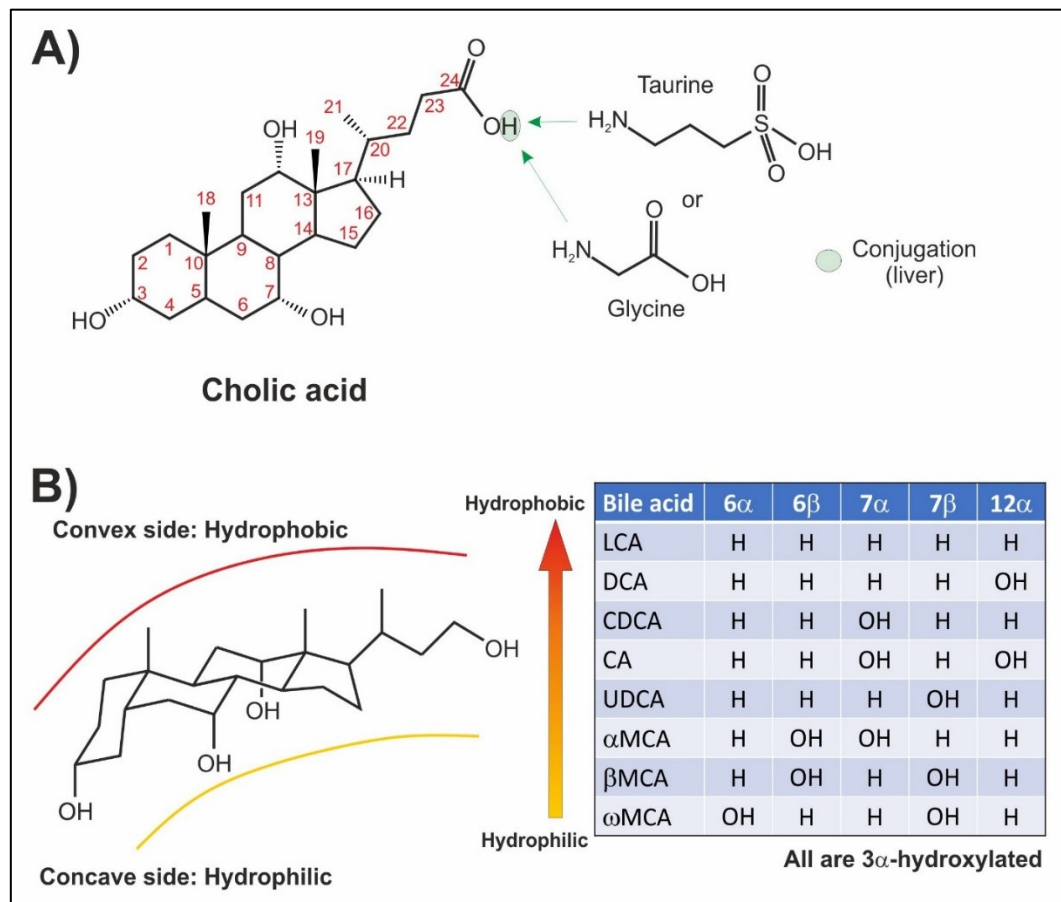 A)
O
24
OH
21
23
22
20
OH
19
17
H
18
11
13
16
1
14
15
2
10
9
8
3
5
7
4
6
HO
OH
Cholic acid
Taurine
H2N
O
S
OH
O
or
O
H2N
OH
Glycine
Conjugation
(liver)
B)
Convex side: Hydrophobic
OH
OH
OH
OH
Concave side: Hydrophilic
Hydrophobic
Hydrophilic
Bile acid 6α 6β 7α 7β 12α
LCA H H H H H
DCA H H H H OH
CDCA H H OH H H
CA H H OH H OH
UDCA H H H OH H
αMCA H OH OH H H
βMCA H OH H OH H
ωMCA OH H H OH H
All are 3α-hydroxylated